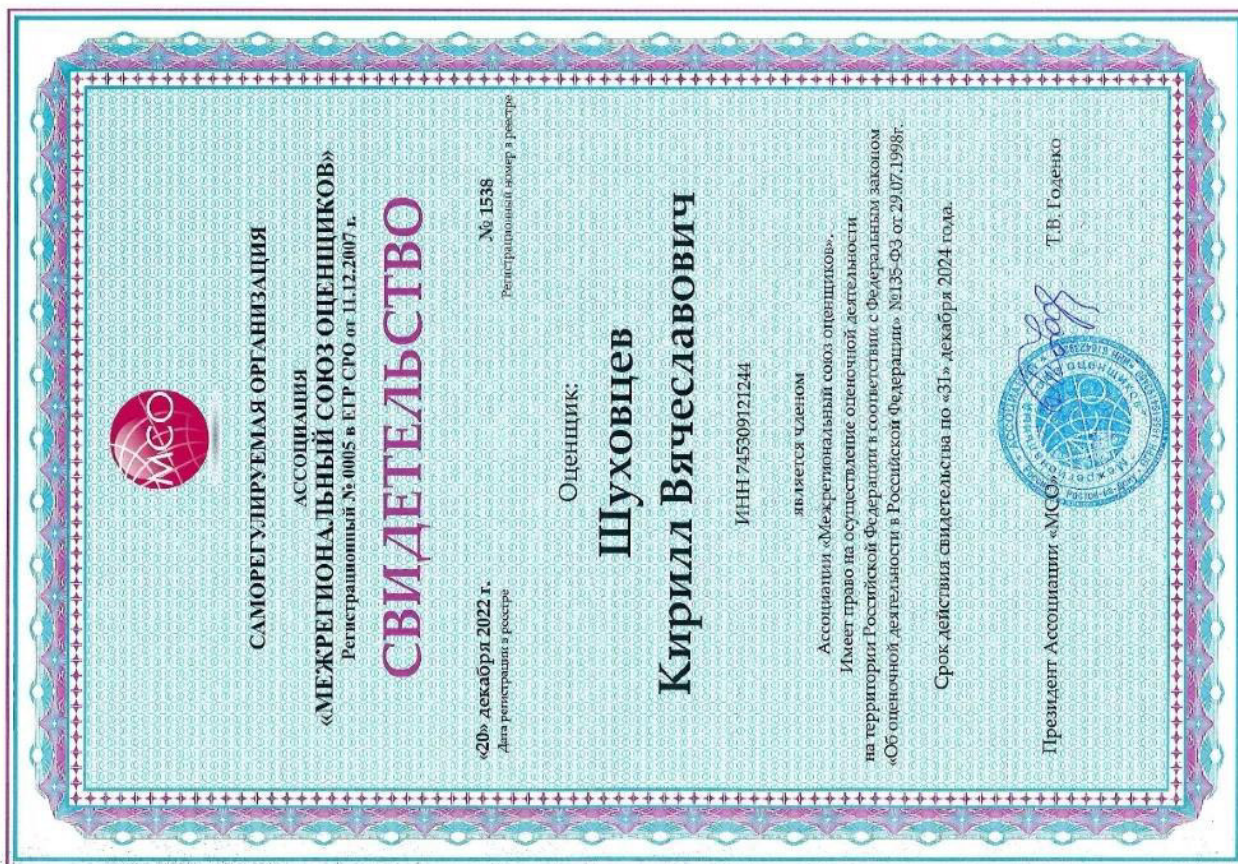 МСО
САМОРЕГУЛИРУЕМАЯ ОРГАНИЗАЦИЯ
АССОЦИАЦИЯ
«МЕЖРЕГИОНАЛЬНЫЙ СОЮЗ ОЦЕНЩИКОВ»
Регистрационный № 0005 в ЕГР СРО от 11.12.2007 г.
СВИДЕТЕЛЬСТВО
«20» декабря 2022 г. № 1538
Дата регистрации в реестре Регистрационный номер в реестре
Оценщик:
Шуховцев
Кирилл Вячеславович
ИНН 745309121244
является членом
Ассоциации «Межрегиональный союз оценщиков».
Имеет право на осуществление оценочной деятельности
на территории Российской Федерации в соответствии с Федеральным законом
«Об оценочной деятельности в Российской Федерации» №135-ФЗ от 29.07.1998г.
Срок действия свидетельства по «31» декабря 2024 года.
Президент Ассоциации «МСО» Т.В. Годенко